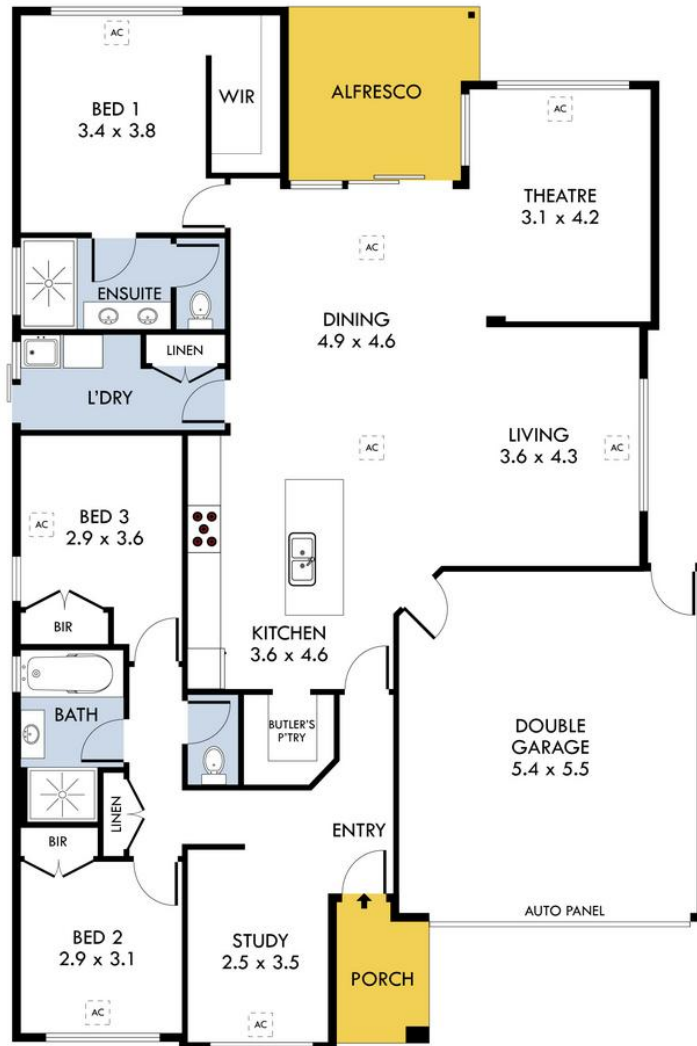 AC
BED 1
3.4 x 3.8
WIR
ALFRESCO
AC
THEATRE
3.1 x 4.2
AC
ENSUITE
DINING
4.9 x 4.6
LINEN
L'DRY
LIVING
3.6 x 4.3
AC
AC
BED 3
2.9 x 3.6
AC
BIR
KITCHEN
3.6 x 4.6
BATH
BUTLER'S
P'TRY
DOUBLE
GARAGE
5.4 x 5.5
LINEN
BIR
ENTRY
AUTO PANEL
BED 2
2.9 x 3.1
AC
STUDY
2.5 x 3.5
AC
PORCH